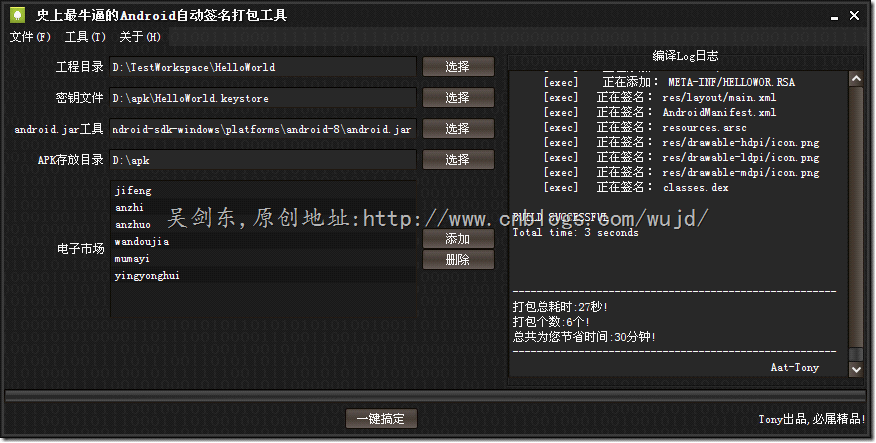 史上最牛逼的Android自动签名打包工具
文件(F) 工具(T) 关于(H)
工程目录 D:\TestWorkspace\HelloWorld 选择
密钥文件 D:\apk\HelloWorld.keystore 选择
android.jar工具 ndroid-sdk-windows\platforms\android-8\android.jar 选择
APK存放目录 D:\apk 选择
电子市场
jifeng
anzhi
anzhuo
wandoujia
mumayi
yingyonghui
添加
删除
编译Log日志
[exec] 正在添加: META-INF/HELLOWOR.RSA
[exec] 正在签名: res/layout/main.xml
[exec] 正在签名: AndroidManifest.xml
[exec] 正在签名: resources.arsc
[exec] 正在签名: res/drawable-hdpi/icon.png
[exec] 正在签名: res/drawable-ldpi/icon.png
[exec] 正在签名: res/drawable-mdpi/icon.png
[exec] 正在签名: classes.dex
BUILD SUCCESSFUL
Total time: 3 seconds
打包总耗时:27秒!
打包个数:6个!
总共为您节省时间:30分钟!
Aat-Tony
吴剑东,原创地址:http://www.cnblogs.com/wujd/
一键搞定
Tony出品,必属精品!